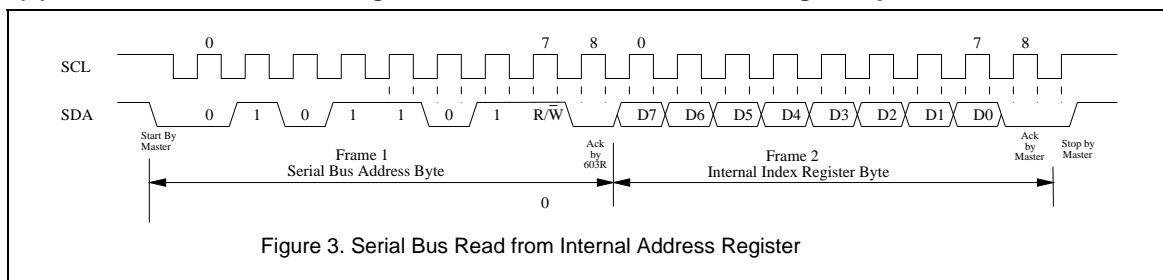 0 7 8 0 7 8
SCL
SDA 0 1 0 1 1 0 1 R/W̅ D7 D6 D5 D4 D3 D2 D1 D0
Start By
Master
Ack
by
603R
Ack
by
Master
Stop by
Master
Frame 1
Serial Bus Address Byte
Frame 2
Internal Index Register Byte
0
Figure 3. Serial Bus Read from Internal Address Register